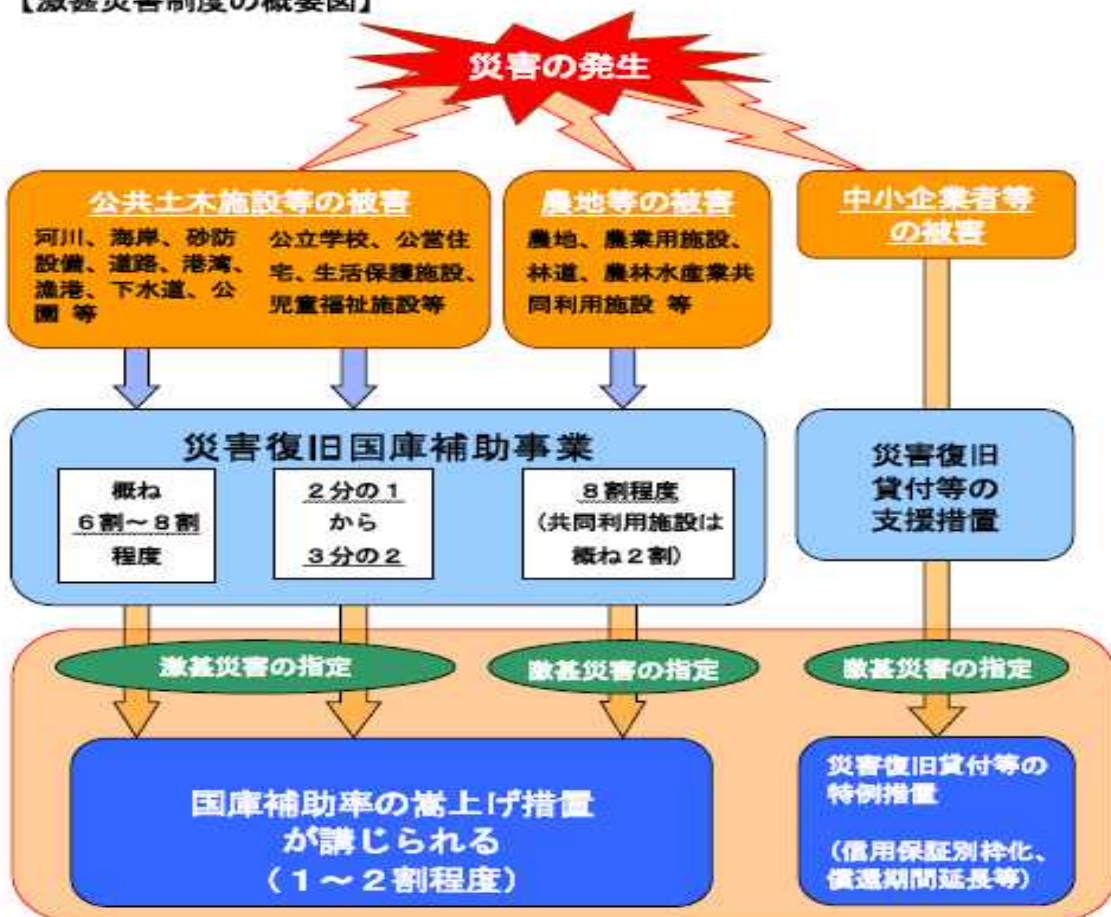 【激甚災害制度の概要図】
災害の発生
公共土木施設等の被害
河川、海岸、砂防
設備、道路、港湾、
漁港、下水道、公
園 等
公立学校、公営住
宅、生活保護施設、
児童福祉施設等
農地等の被害
農地、農業用施設、
林道、農林水産業共
同利用施設 等
中小企業者等
の被害
災害復旧国庫補助事業
概ね
6割～8割
程度
2分の1
から
3分の2
8割程度
(共同利用施設は
概ね2割)
災害復旧
貸付等の
支援措置
激甚災害の指定
激甚災害の指定
激甚災害の指定
国庫補助率の嵩上げ措置
が講じられる
(1～2割程度)
災害復旧貸付等の
特例措置
(信用保証別枠化、
償還期間延長等)